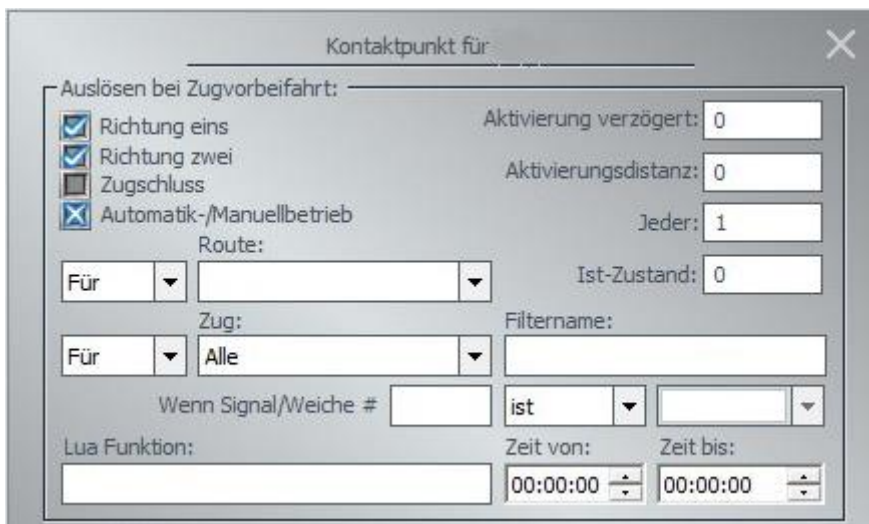 Kontaktpunkt für
Auslösen bei Zugvorbeifahrt:
Richtung eins
Aktivierung verzögert: 0
Richtung zwei
Zugschluss
Aktivierungsdistanz: 0
Automatik-/Manuellbetrieb
Jeder: 1
Route:
Ist-Zustand: 0
Für
Zug: Filtername:
Für Alle
Wenn Signal/Weiche # ist
Lua Funktion: Zeit von: Zeit bis:
00:00:00 00:00:00